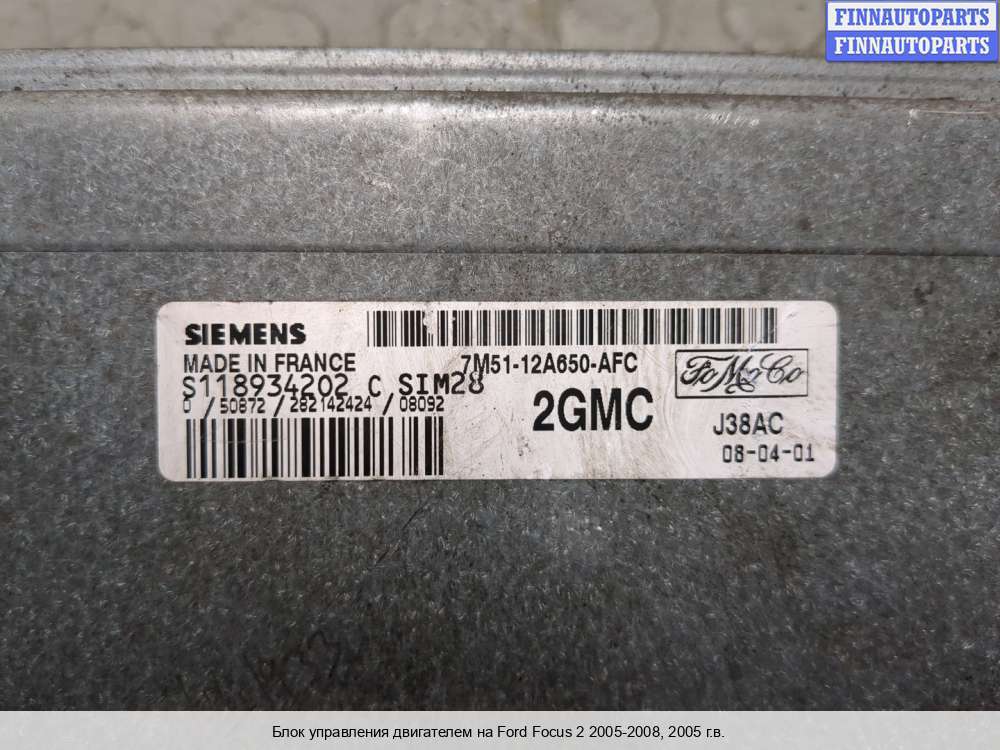 FINNAUTOPARTS
FINNAUTOPARTS
SIEMENS
MADE IN FRANCE
7M51-12A650-AFC
FoMoCo
S118934202 C SIM28
0 / 50872 / 282142424 / 08092
2GMC
J38AC
08-04-01
Блок управления двигателем на Ford Focus 2 2005-2008, 2005 г.в.